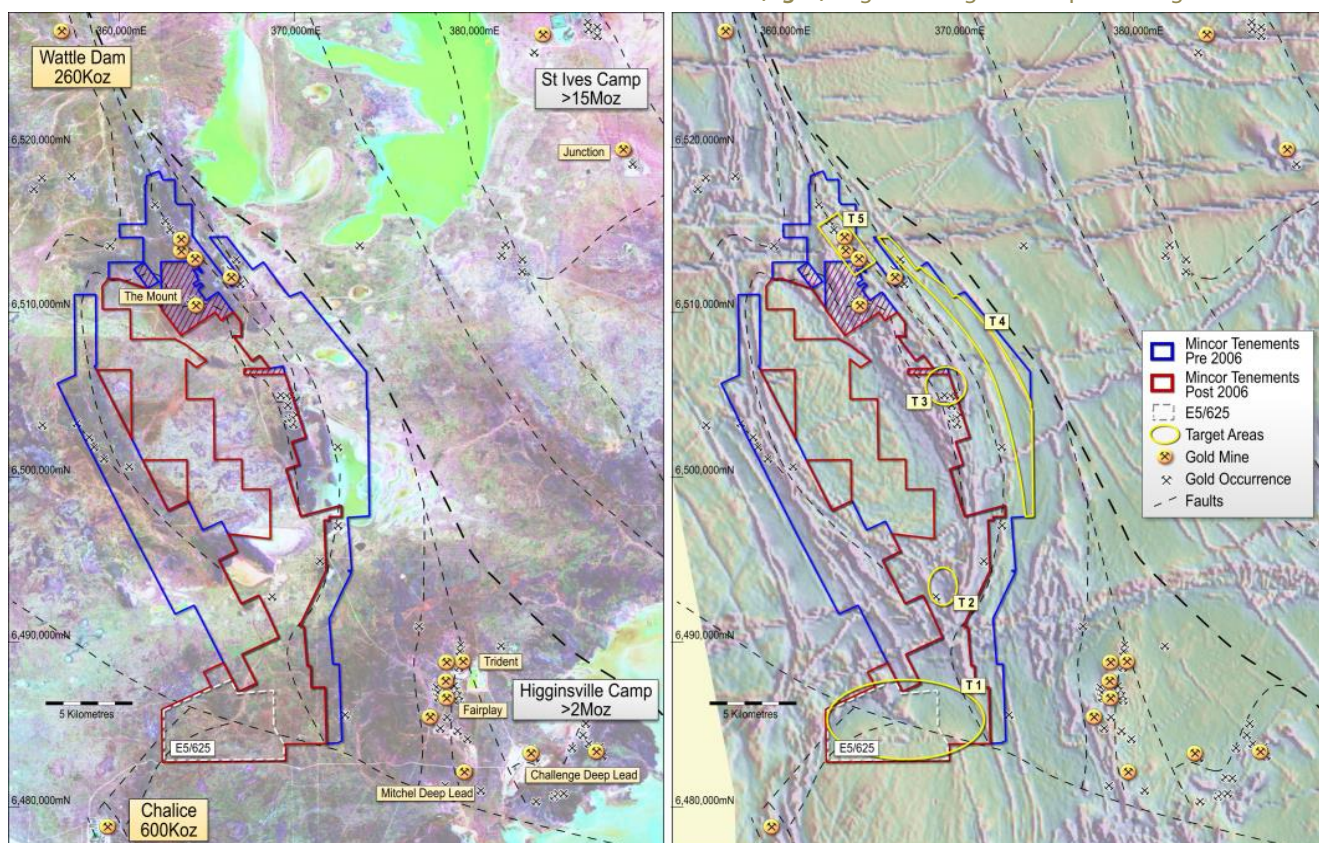 360,000mE
370,000mE
380,000mE
Wattle Dam
260Koz
St Ives Camp
>15Moz
6,520,000mN
Junction
The Mount
6,510,000mN
6,500,000mN
6,490,000mN
Trident
Higginsville Camp
>2Moz
Fairplay
5 Kilometres
E5/625
Challenge Deep Lead
Mitchel Deep Lead
6,480,000mN
Chalice
600Koz
360,000mE
370,000mE
380,000mE
6,520,000mN
T 5
6,510,000mN
T 4
T 3
6,500,000mN
T 2
6,490,000mN
T 1
5 Kilometres
E5/625
6,480,000mN
Mincor Tenements
Pre 2006
Mincor Tenements
Post 2006
E5/625
Target Areas
Gold Mine
Gold Occurrence
Faults